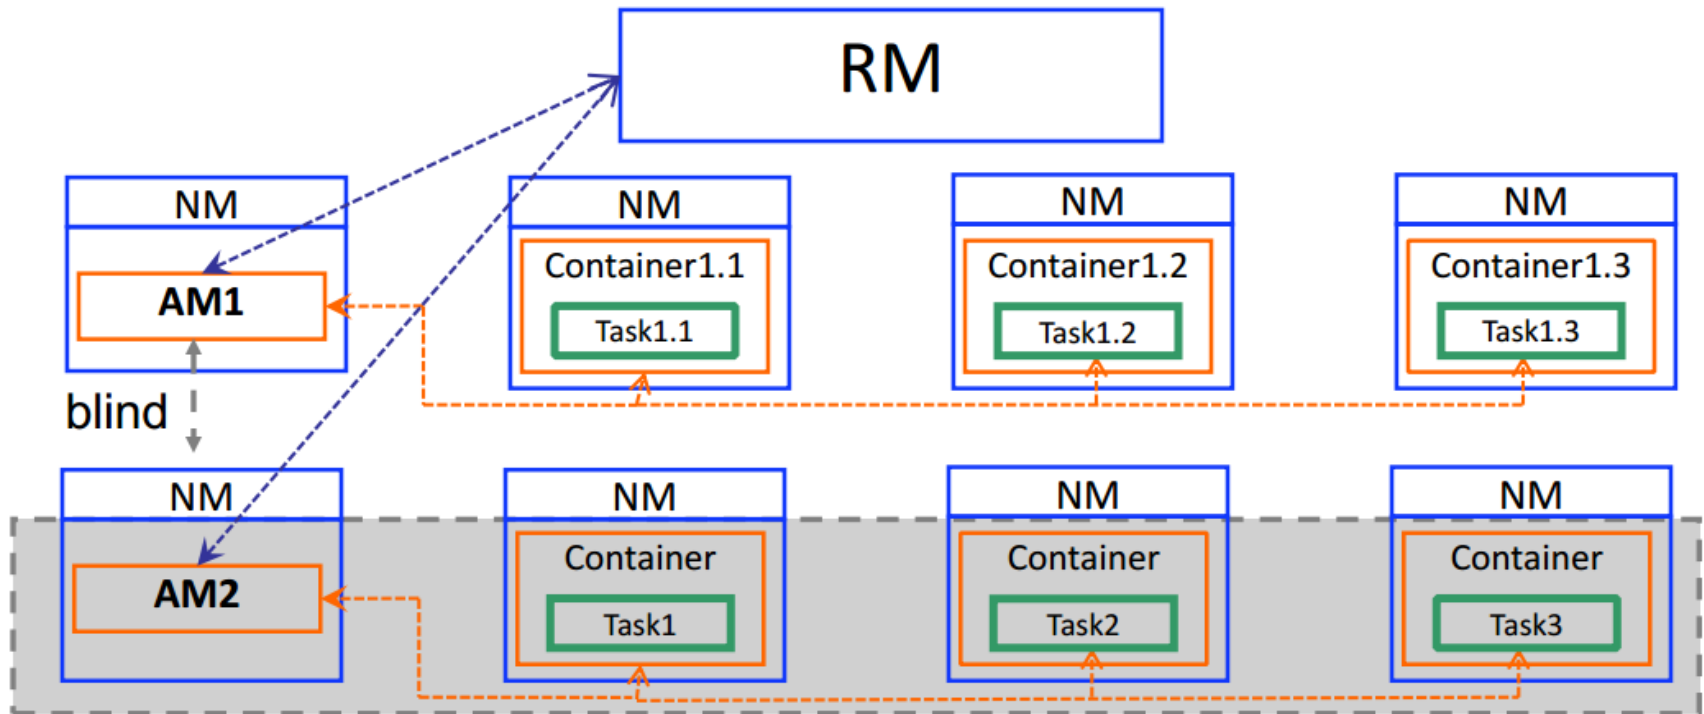 RM
NM
NM
NM
NM
AM1
Container1.1
Container1.2
Container1.3
Task1.1
Task1.2
Task1.3
blind
NM
NM
NM
NM
AM2
Container
Container
Container
Task1
Task2
Task3